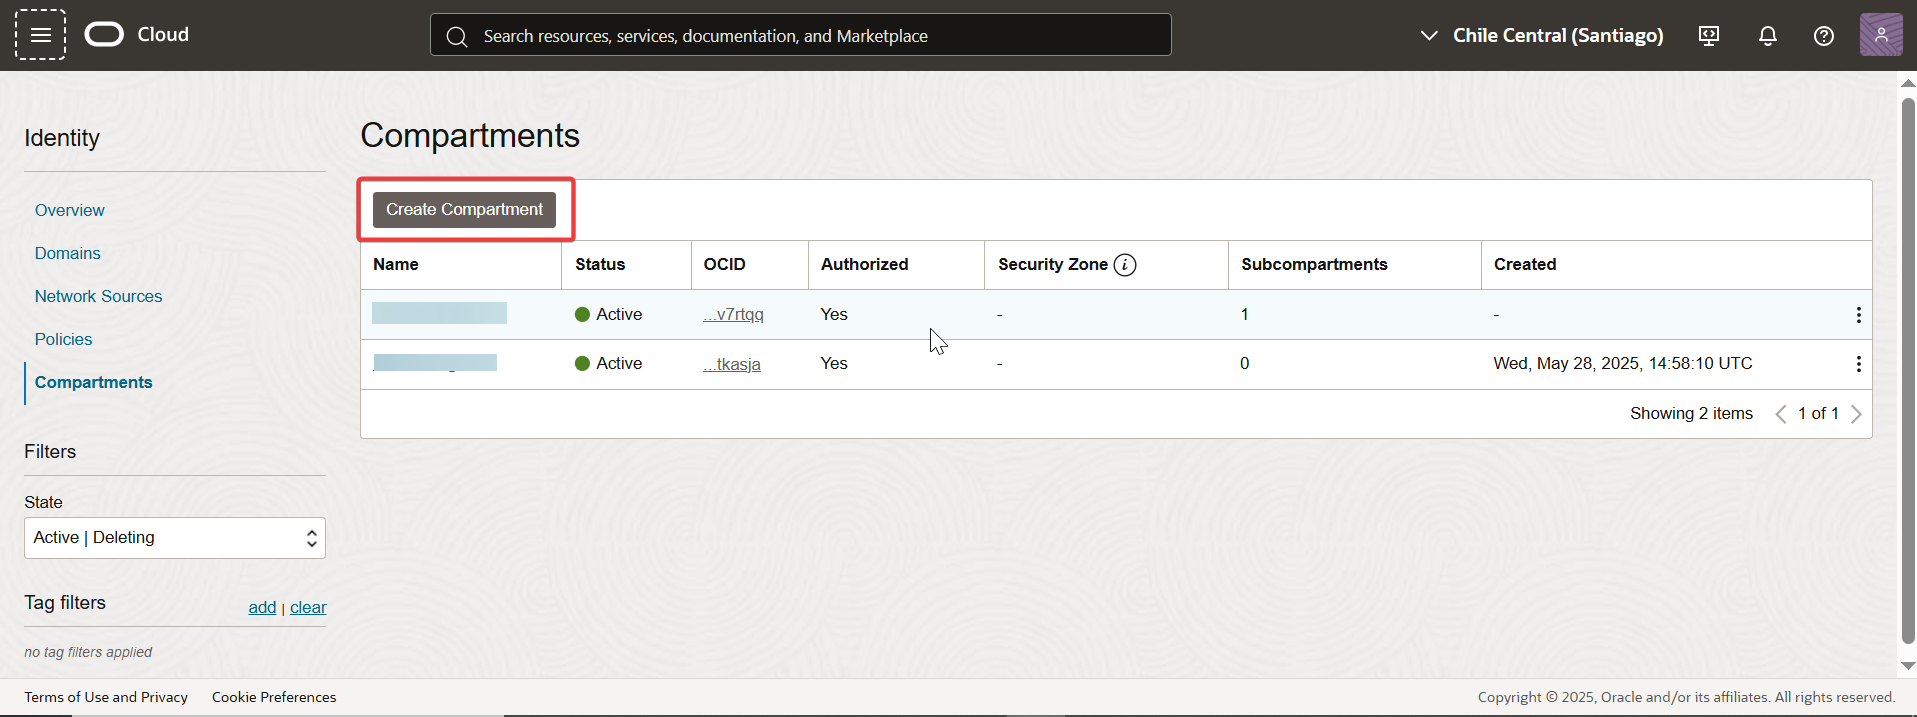 Cloud
Search resources, services, documentation, and Marketplace
Chile Central (Santiago)
Identity
Overview
Domains
Network Sources
Policies
Compartments
Filters
State
Active | Deleting
Tag filters
add | clear
no tag filters applied
Compartments
Create Compartment
Name Status OCID Authorized Security Zone i Subcompartments Created
Active ...v7rtqq Yes - 1 -
Active ...tkasja Yes - 0 Wed, May 28, 2025, 14:58:10 UTC
Showing 2 items 1 of 1
Terms of Use and Privacy Cookie Preferences
Copyright © 2025, Oracle and/or its affiliates. All rights reserved.